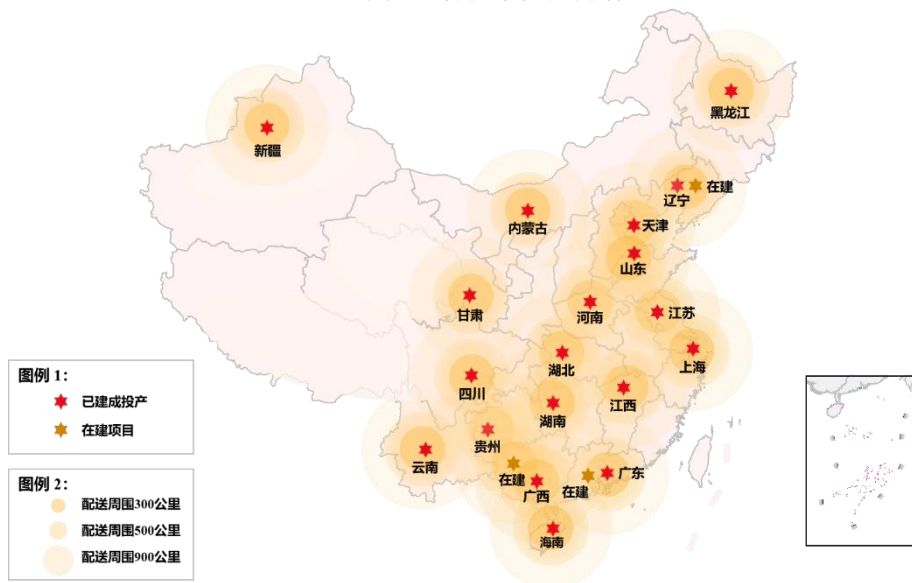 黑龙江
新疆
辽宁
在建
内蒙古
天津
山东
甘肃
河南
江苏
上海
湖北
四川
江西
湖南
贵州
云南
在建
广西
在建
广东
海南
图例 1：
已建成投产
在建项目
图例 2：
配送周围300公里
配送周围500公里
配送周围900公里